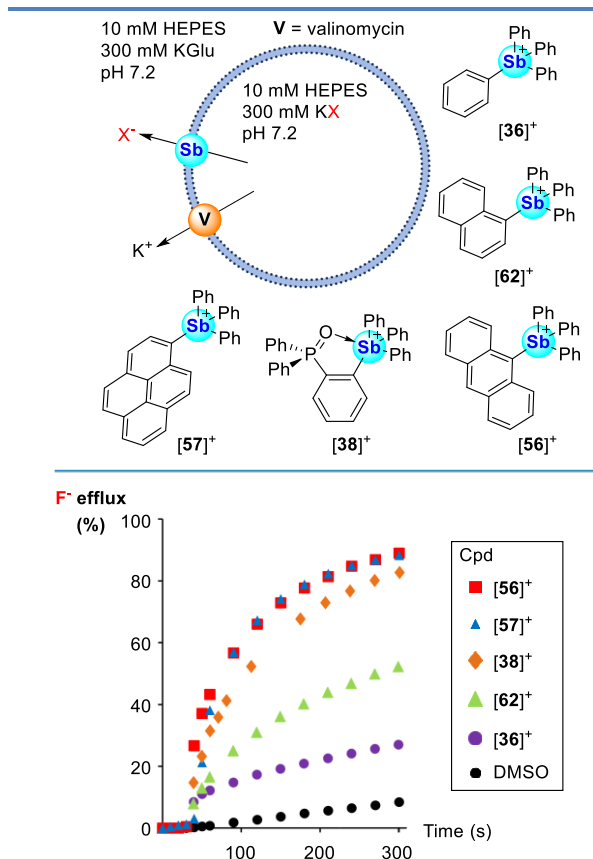 10 mM HEPES
300 mM KGlu
pH 7.2
V = valinomycin
10 mM HEPES
300 mM KX
pH 7.2
X-
Sb
V
K+
Ph
Sb+
Ph
Ph
[36]+
Ph
Sb+
Ph
Ph
[62]+
Ph
Sb+
Ph
Ph
[57]+
Ph
Ph
P
O
Ph
Sb+
Ph
Ph
[38]+
Ph
Sb+
Ph
Ph
[56]+
F- efflux
(%)
100
80
60
40
20
0
100
200
300
Time (s)
Cpd
[56]+
[57]+
[38]+
[62]+
[36]+
DMSO